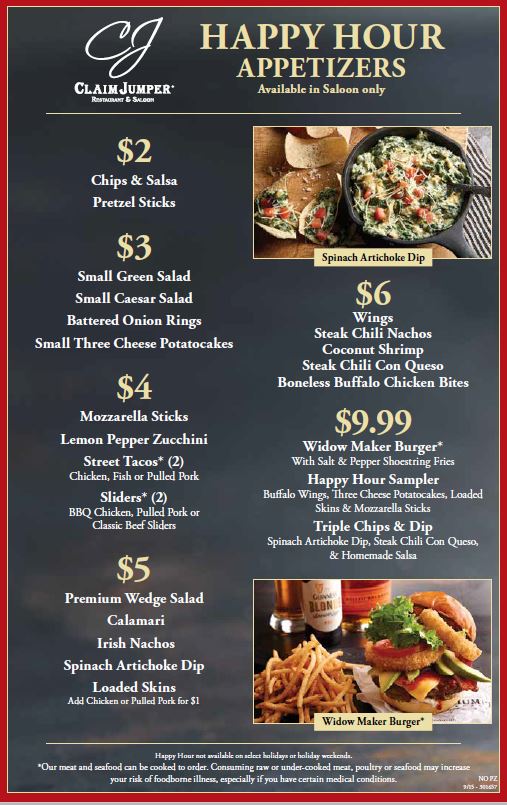 CJ
CLAIM JUMPER®
RESTAURANT & SALOON
HAPPY HOUR
APPETIZERS
Available in Saloon only
$2
Chips & Salsa
Pretzel Sticks
$3
Small Green Salad
Small Caesar Salad
Battered Onion Rings
Small Three Cheese Potatocakes
$4
Mozzarella Sticks
Lemon Pepper Zucchini
Street Tacos* (2)
Chicken, Fish or Pulled Pork
Sliders* (2)
BBQ Chicken, Pulled Pork or
Classic Beef Sliders
$5
Premium Wedge Salad
Calamari
Irish Nachos
Spinach Artichoke Dip
Loaded Skins
Add Chicken or Pulled Pork for $1
Spinach Artichoke Dip
$6
Wings
Steak Chili Nachos
Coconut Shrimp
Steak Chili Con Queso
Boneless Buffalo Chicken Bites
$9.99
Widow Maker Burger*
With Salt & Pepper Shoestring Fries
Happy Hour Sampler
Buffalo Wings, Three Cheese Potatocakes, Loaded
Skins & Mozzarella Sticks
Triple Chips & Dip
Spinach Artichoke Dip, Steak Chili Con Queso,
& Homemade Salsa
GUINNESS
BLONDE
Widow Maker Burger*
Happy Hour not available on select holidays or holiday weekends.
*Our meat and seafood can be cooked to order. Consuming raw or under-cooked meat, poultry or seafood may increase
your risk of foodborne illness, especially if you have certain medical conditions.
NO PZ
9/15 - 301637